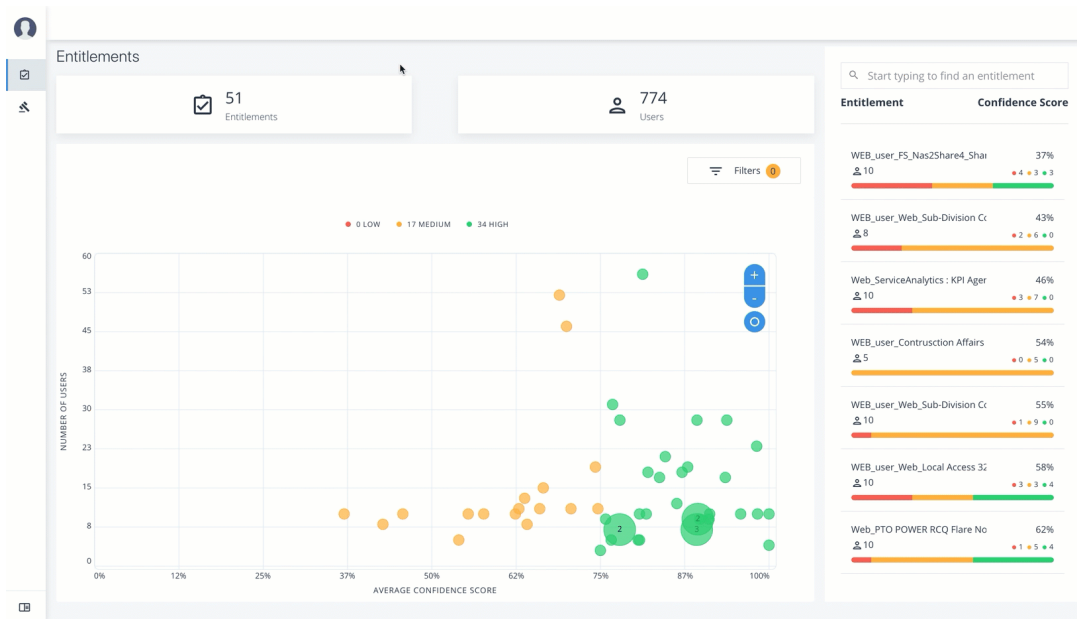 Entitlements
51
Entitlements
774
Users
Filters 0
0 LOW 17 MEDIUM 34 HIGH
60
53
45
38
30
23
15
8
0
NUMBER OF USERS
+
-
2
2
3
0% 12% 25% 37% 50% 62% 75% 87% 100%
AVERAGE CONFIDENCE SCORE
Start typing to find an entitlement
Entitlement Confidence Score
WEB_user_FS_Nas2Share4_Shar 37%
10 4 3 3
WEB_user_Web_Sub-Division Co 43%
8 2 6 0
Web_ServiceAnalytics : KPI Agen 46%
10 3 7 0
WEB_user_Contrusction Affairs 54%
5 0 5 0
WEB_user_Web_Sub-Division Co 55%
10 1 9 0
WEB_user_Web_Local Access 32 58%
10 3 3 4
Web_PTO POWER RCQ Flare No 62%
10 1 5 4